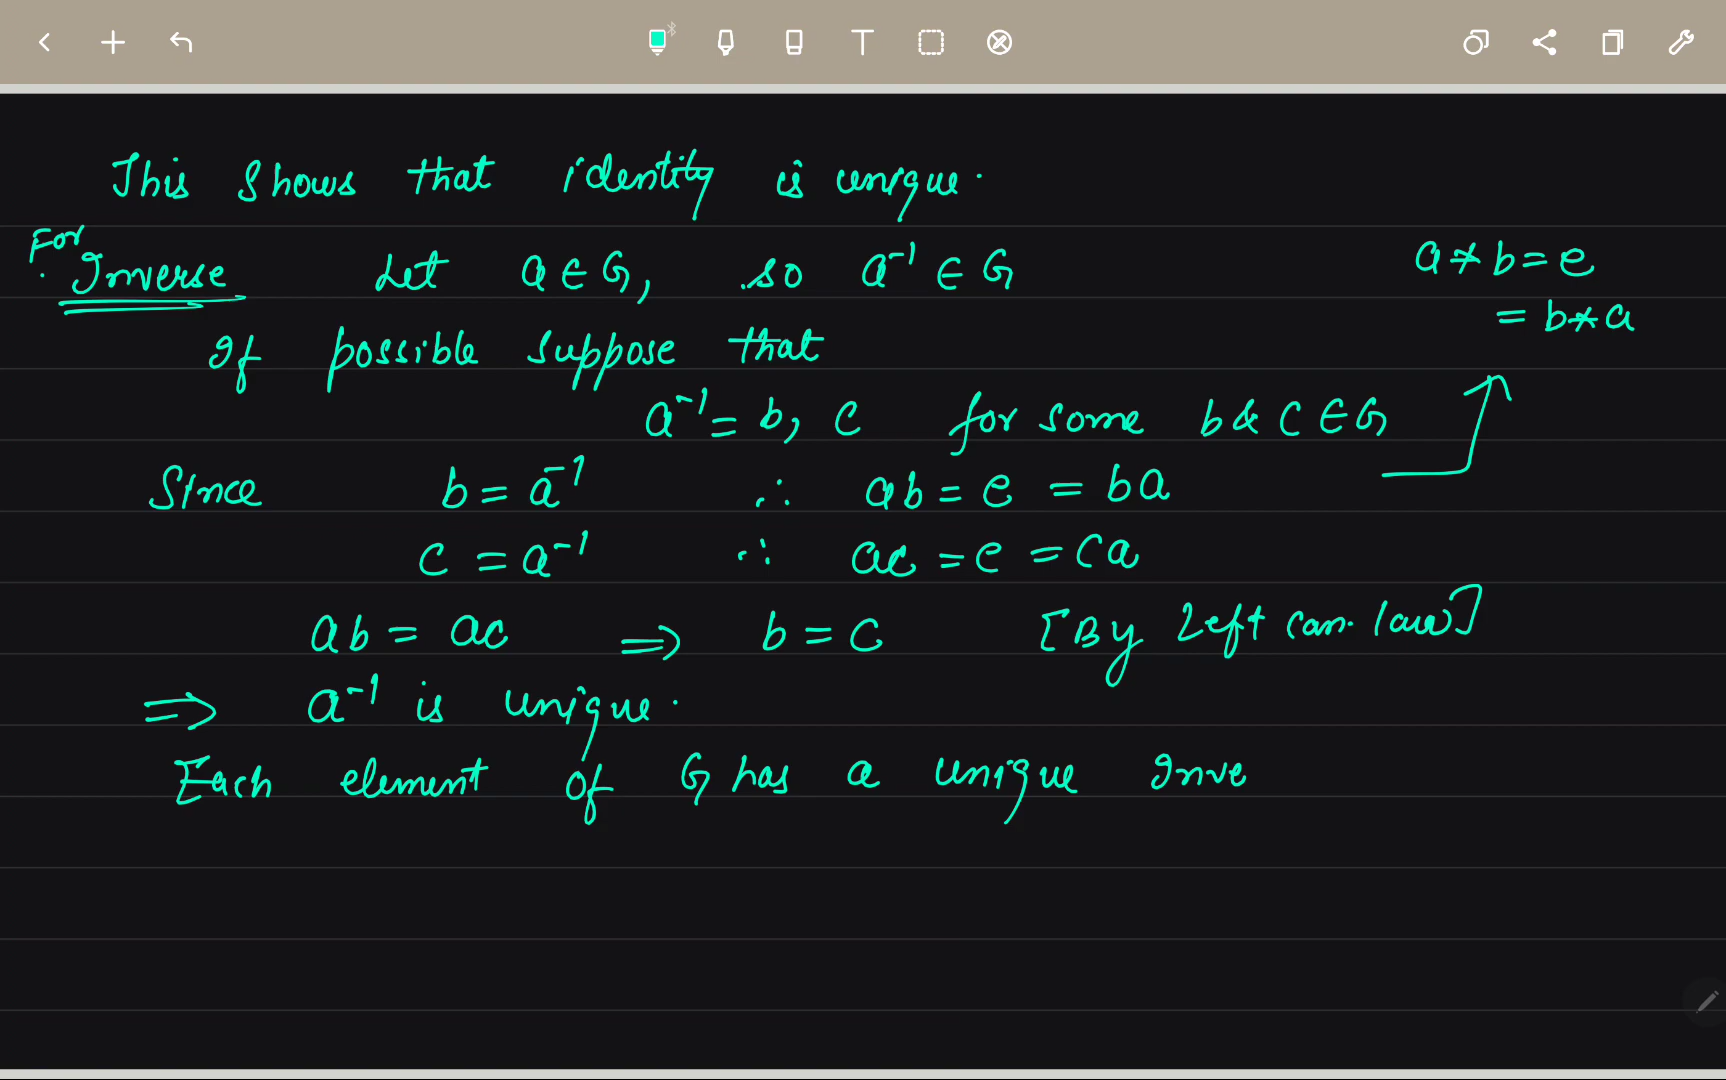 This shows that identity is unique.
For
Inverse Let a ∈ G, so a⁻¹ ∈ G
a * b = e
= b * a
If possible suppose that
a⁻¹ = b, c for some b & c ∈ G
Since b = a⁻¹ ∴ ab = e = ba
c = a⁻¹ ∴ ac = e = ca
ab = ac ⟹ b = c [By Left can. law]
⟹ a⁻¹ is unique.
Each element of G has a unique Inve